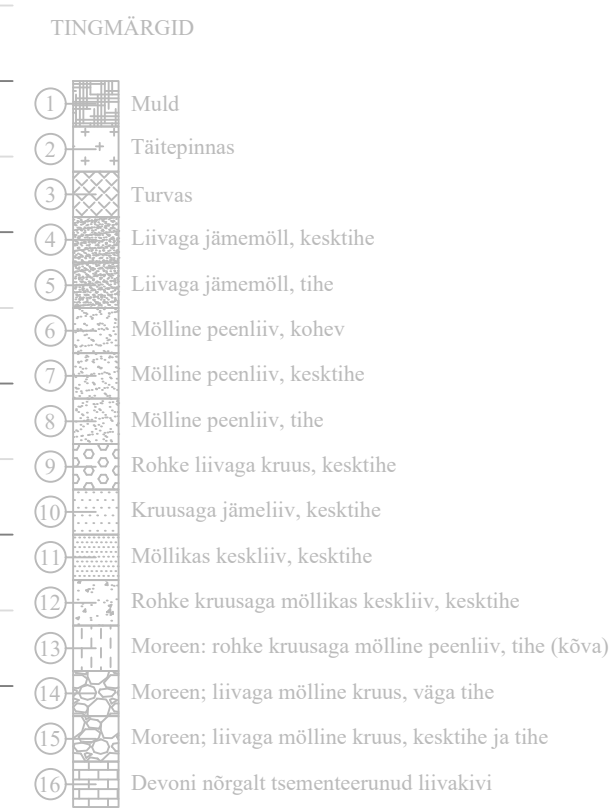 TINGMÄRGID
1 Muld
2 Täitepinnas
3 Turvas
4 Liivaga jämemöll, kesktihe
5 Liivaga jämemöll, tihe
6 Mölline peenliiv, kohev
7 Mölline peenliiv, kesktihe
8 Mölline peenliiv, tihe
9 Rohke liivaga kruus, kesktihe
10 Kruusaga jämeliiv, kesktihe
11 Möllikas keskliiv, kesktihe
12 Rohke kruusaga möllikas keskliiv, kesktihe
13 Moreen: rohke kruusaga mölline peenliiv, tihe (kõva)
14 Moreen; liivaga mölline kruus, väga tihe
15 Moreen; liivaga mölline kruus, kesktihe ja tihe
16 Devoni nõrgalt tsementeerunud liivakivi